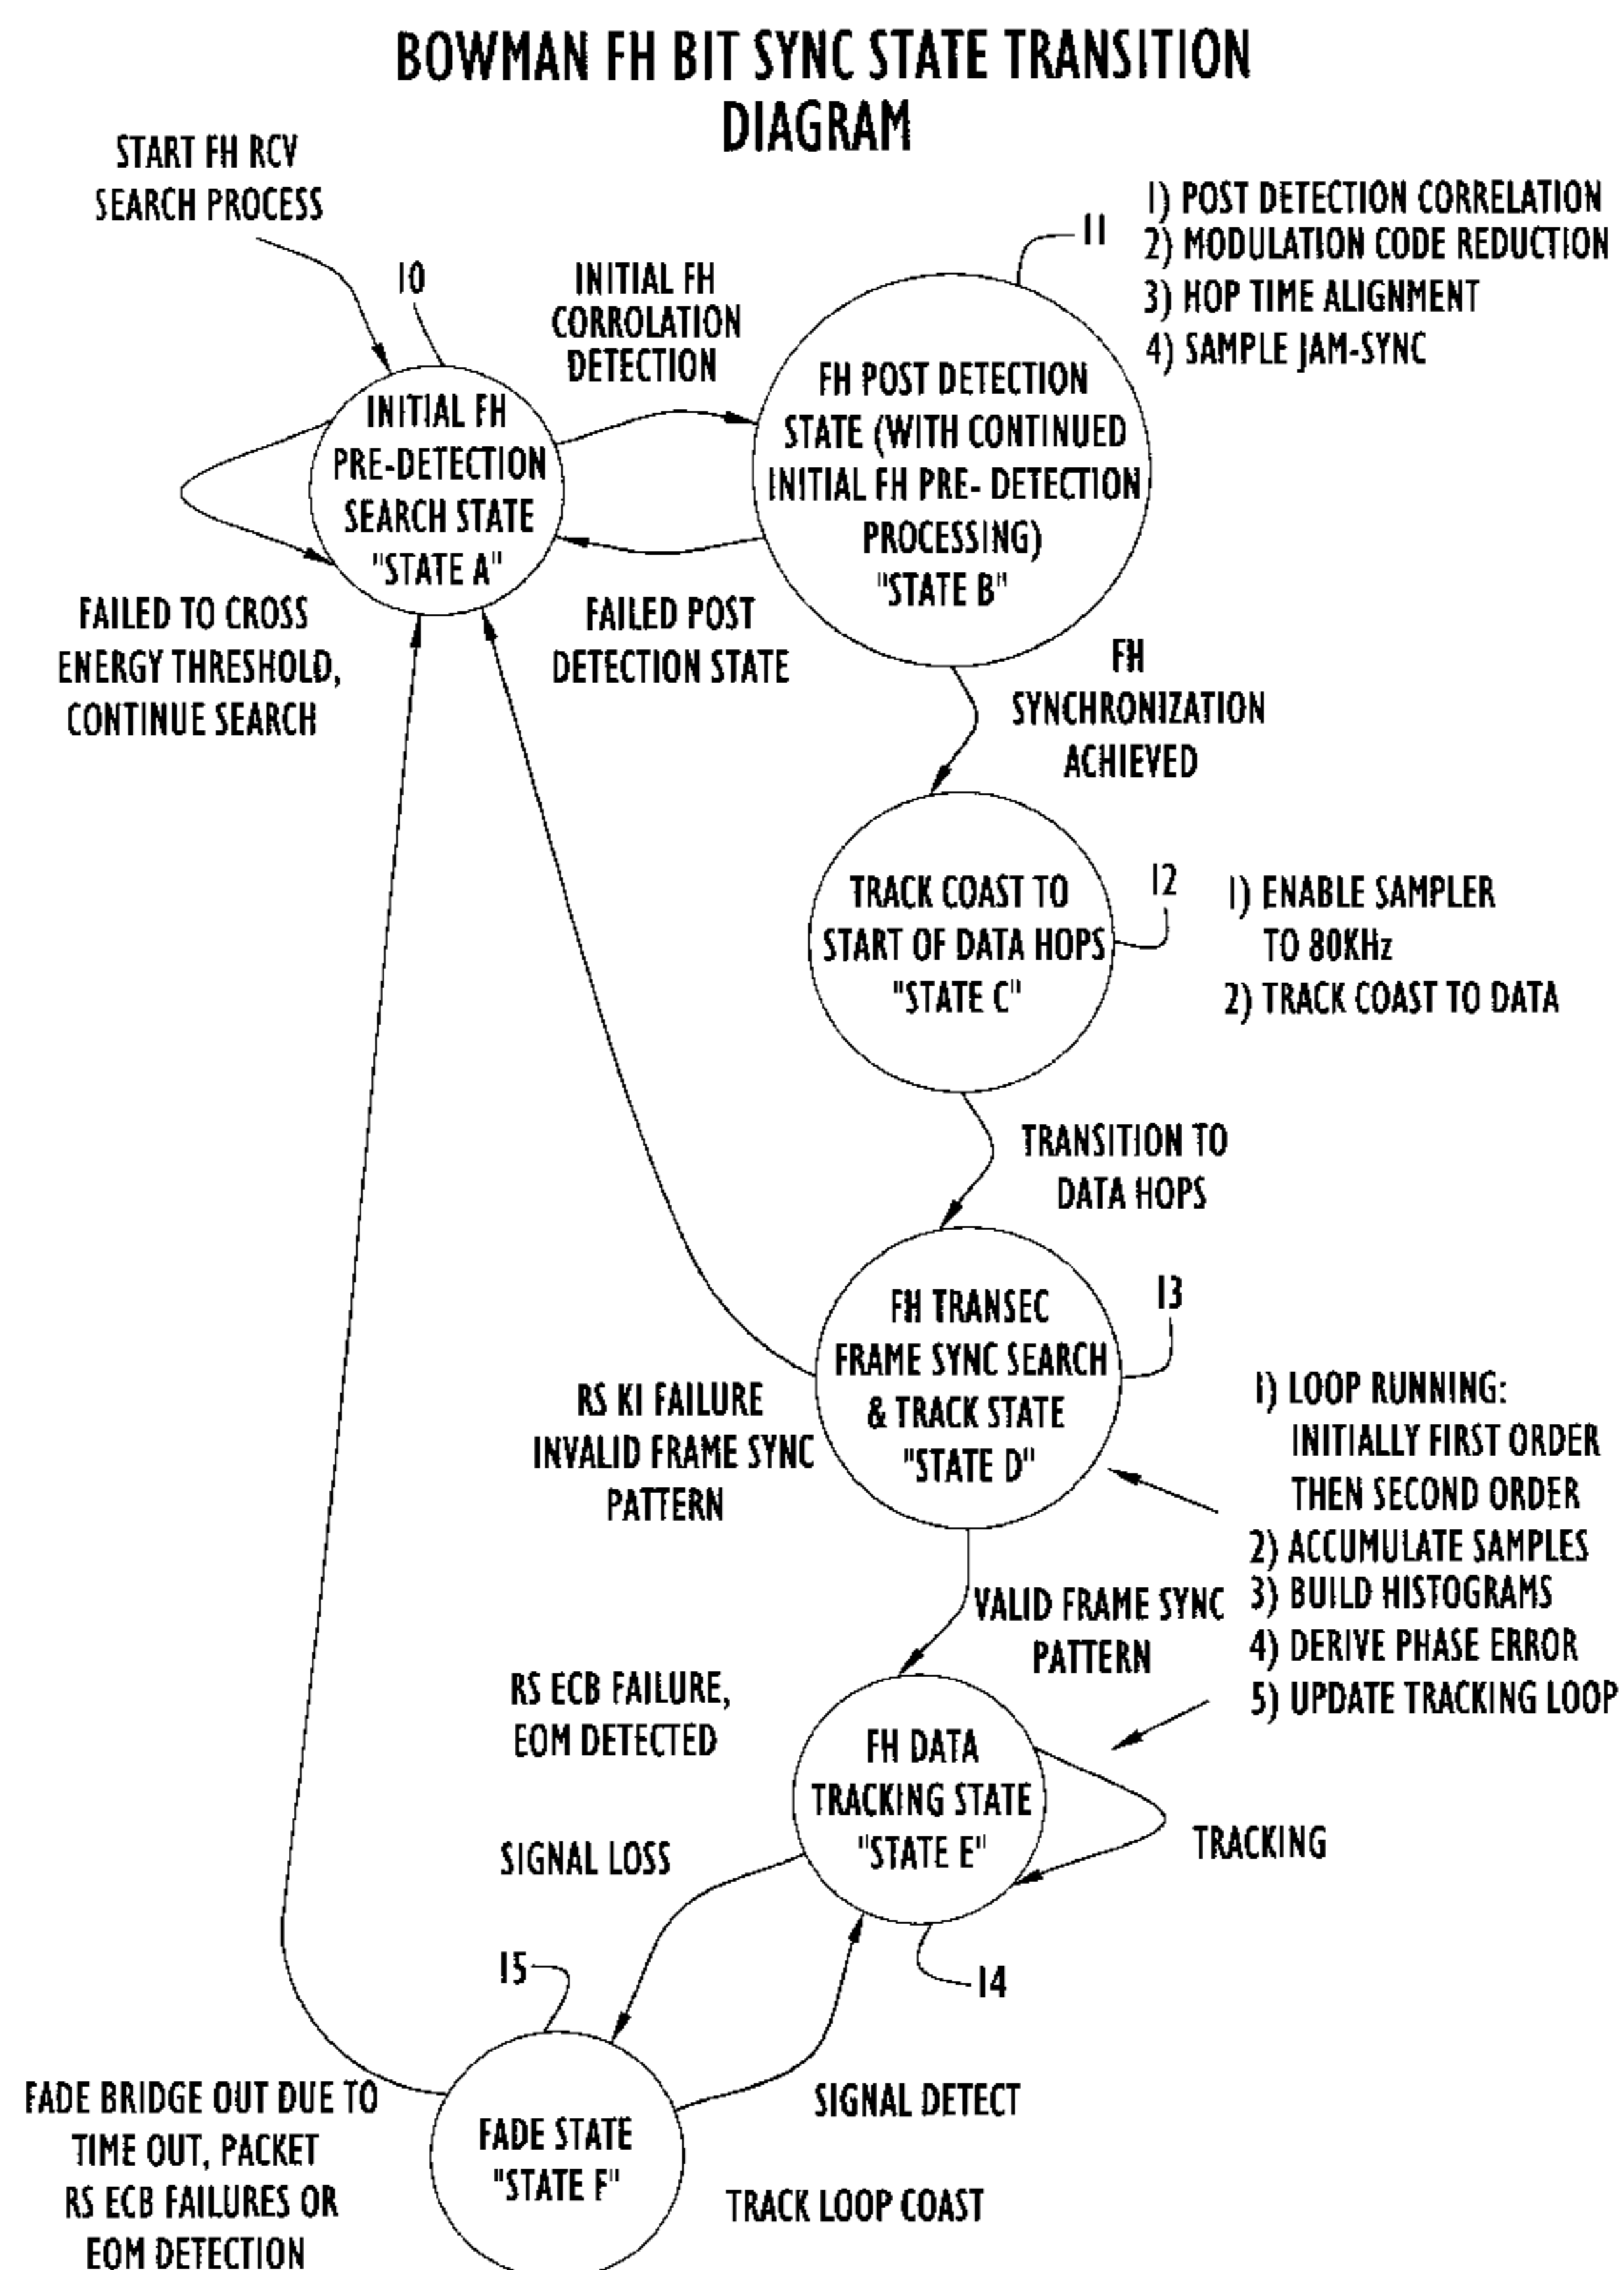 BOWMAN FH BIT SYNC STATE TRANSITION
DIAGRAM
START FH RCV
SEARCH PROCESS
10
INITIAL FH
CORROLATION
DETECTION
11
1) POST DETECTION CORRELATION
2) MODULATION CODE REDUCTION
3) HOP TIME ALIGNMENT
4) SAMPLE JAM-SYNC
INITIAL FH
PRE-DETECTION
SEARCH STATE
"STATE A"
FH POST DETECTION
STATE (WITH CONTINUED
INITIAL FH PRE- DETECTION
PROCESSING)
"STATE B"
FAILED TO CROSS
ENERGY THRESHOLD,
CONTINUE SEARCH
FAILED POST
DETECTION STATE
FH
SYNCHRONIZATION
ACHIEVED
TRACK COAST TO
START OF DATA HOPS
"STATE C"
12
1) ENABLE SAMPLER
TO 80KHz
2) TRACK COAST TO DATA
TRANSITION TO
DATA HOPS
FH TRANSEC
FRAME SYNC SEARCH
& TRACK STATE
"STATE D"
13
RS KI FAILURE
INVALID FRAME SYNC
PATTERN
1) LOOP RUNNING:
INITIALLY FIRST ORDER
THEN SECOND ORDER
2) ACCUMULATE SAMPLES
3) BUILD HISTOGRAMS
4) DERIVE PHASE ERROR
5) UPDATE TRACKING LOOP
VALID FRAME SYNC
PATTERN
RS ECB FAILURE,
EOM DETECTED
FH DATA
TRACKING STATE
"STATE E"
TRACKING
SIGNAL LOSS
15
14
SIGNAL DETECT
FADE BRIDGE OUT DUE TO
TIME OUT, PACKET
RS ECB FAILURES OR
EOM DETECTION
FADE STATE
"STATE F"
TRACK LOOP COAST